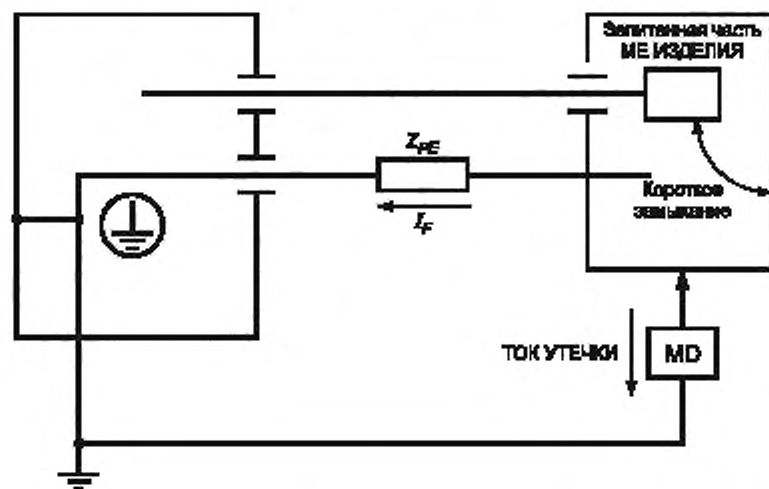 Запитанная часть
МЕ ИЗДЕЛИЯ
Z_PE
I_F
Короткое
замыкание
ТОК УТЕЧКИ
MD